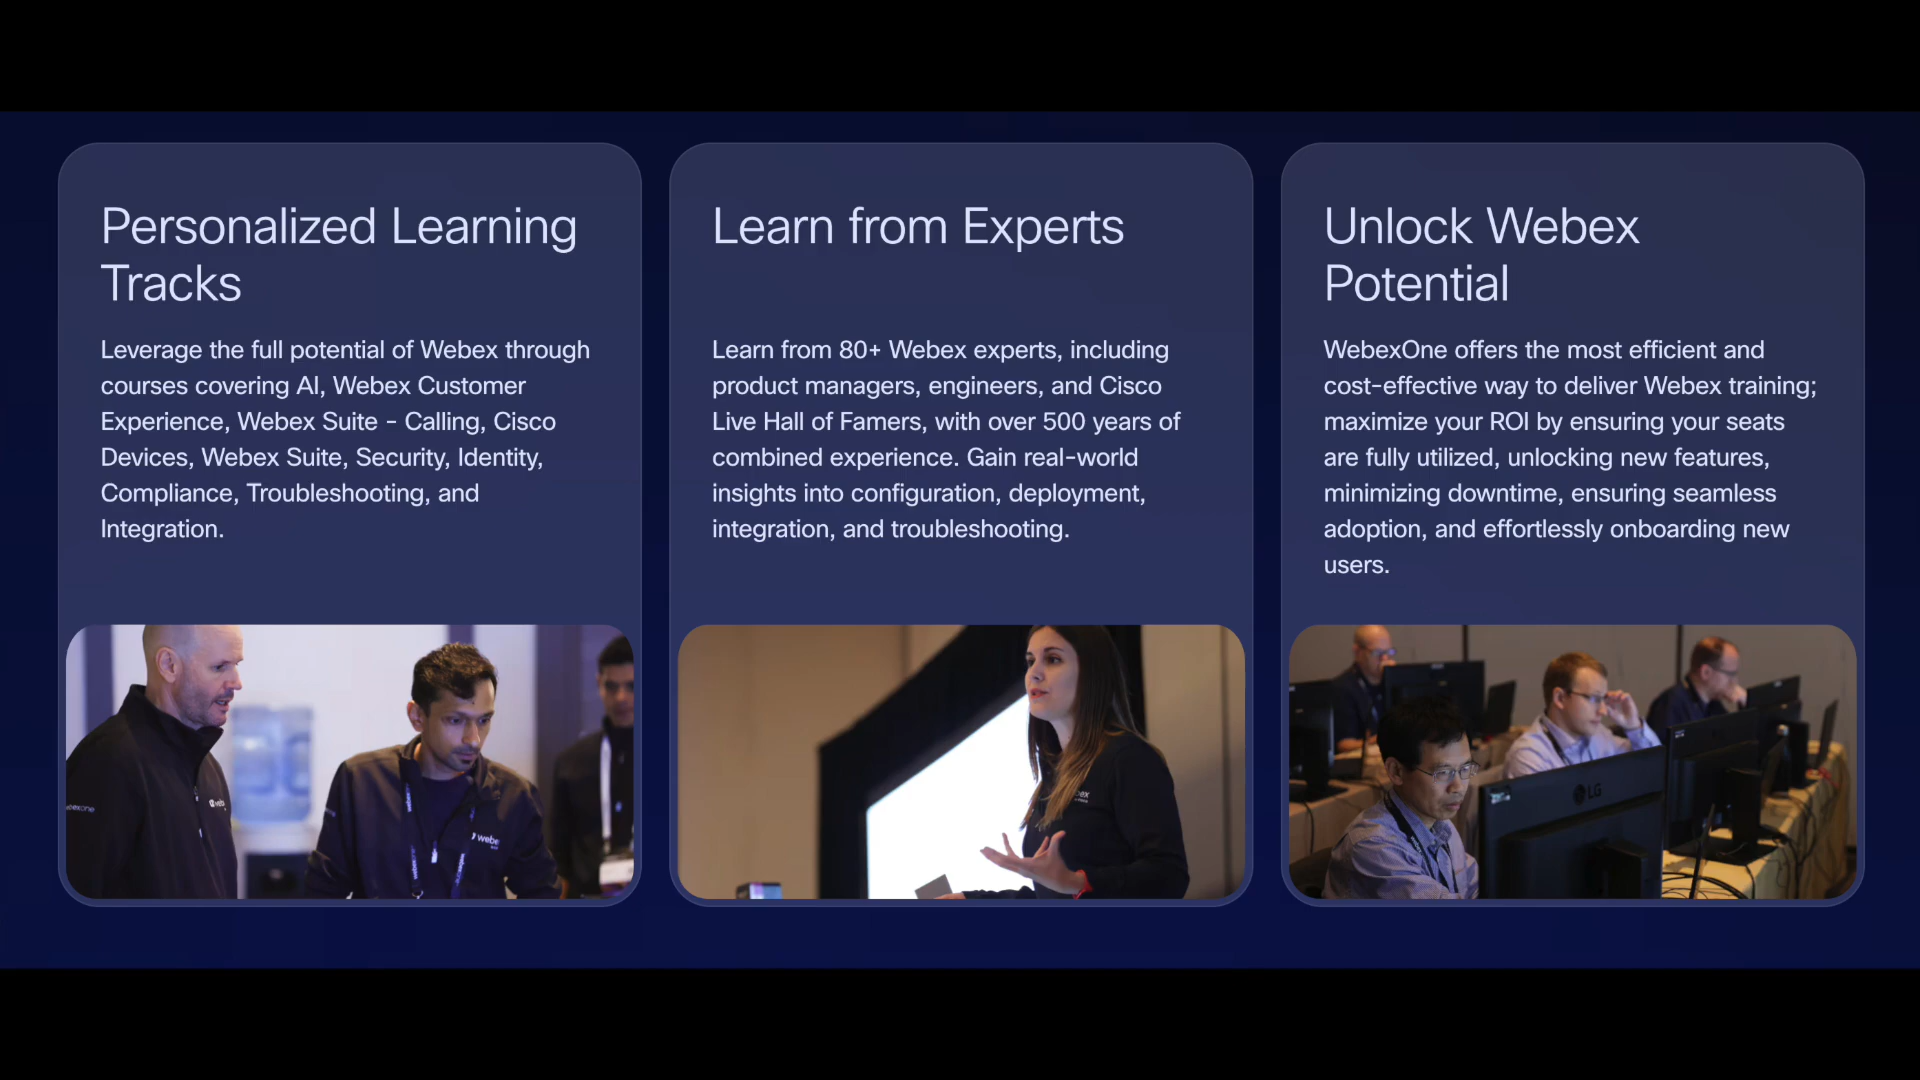 Personalized Learning
Tracks
Leverage the full potential of Webex through
courses covering AI, Webex Customer
Experience, Webex Suite - Calling, Cisco
Devices, Webex Suite, Security, Identity,
Compliance, Troubleshooting, and
Integration.
Learn from Experts
Learn from 80+ Webex experts, including
product managers, engineers, and Cisco
Live Hall of Famers, with over 500 years of
combined experience. Gain real-world
insights into configuration, deployment,
integration, and troubleshooting.
Unlock Webex
Potential
WebexOne offers the most efficient and
cost-effective way to deliver Webex training;
maximize your ROI by ensuring your seats
are fully utilized, unlocking new features,
minimizing downtime, ensuring seamless
adoption, and effortlessly onboarding new
users.
webe
LG